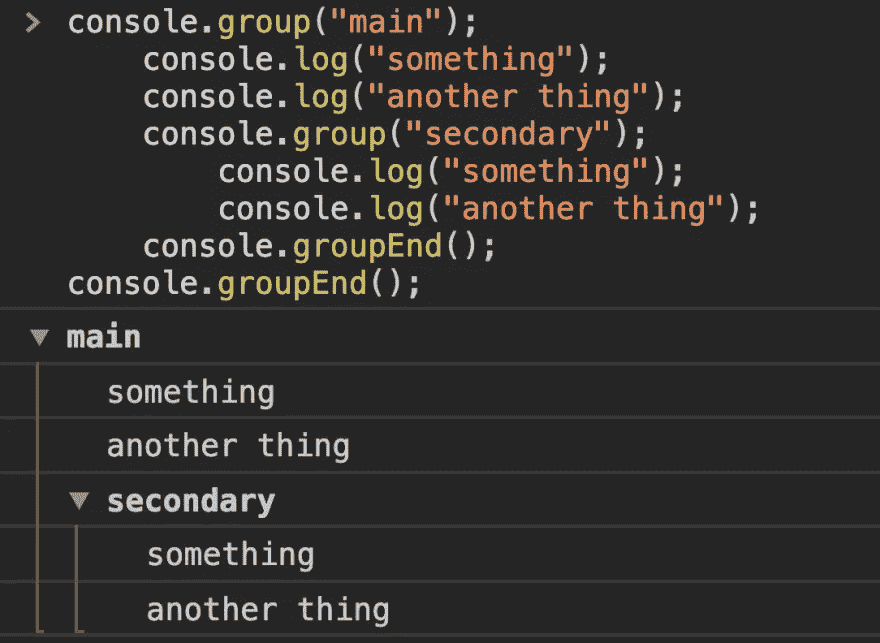 > console.group("main");
console.log("something");
console.log("another thing");
console.group("secondary");
console.log("something");
console.log("another thing");
console.groupEnd();
console.groupEnd();
main
something
another thing
secondary
something
another thing